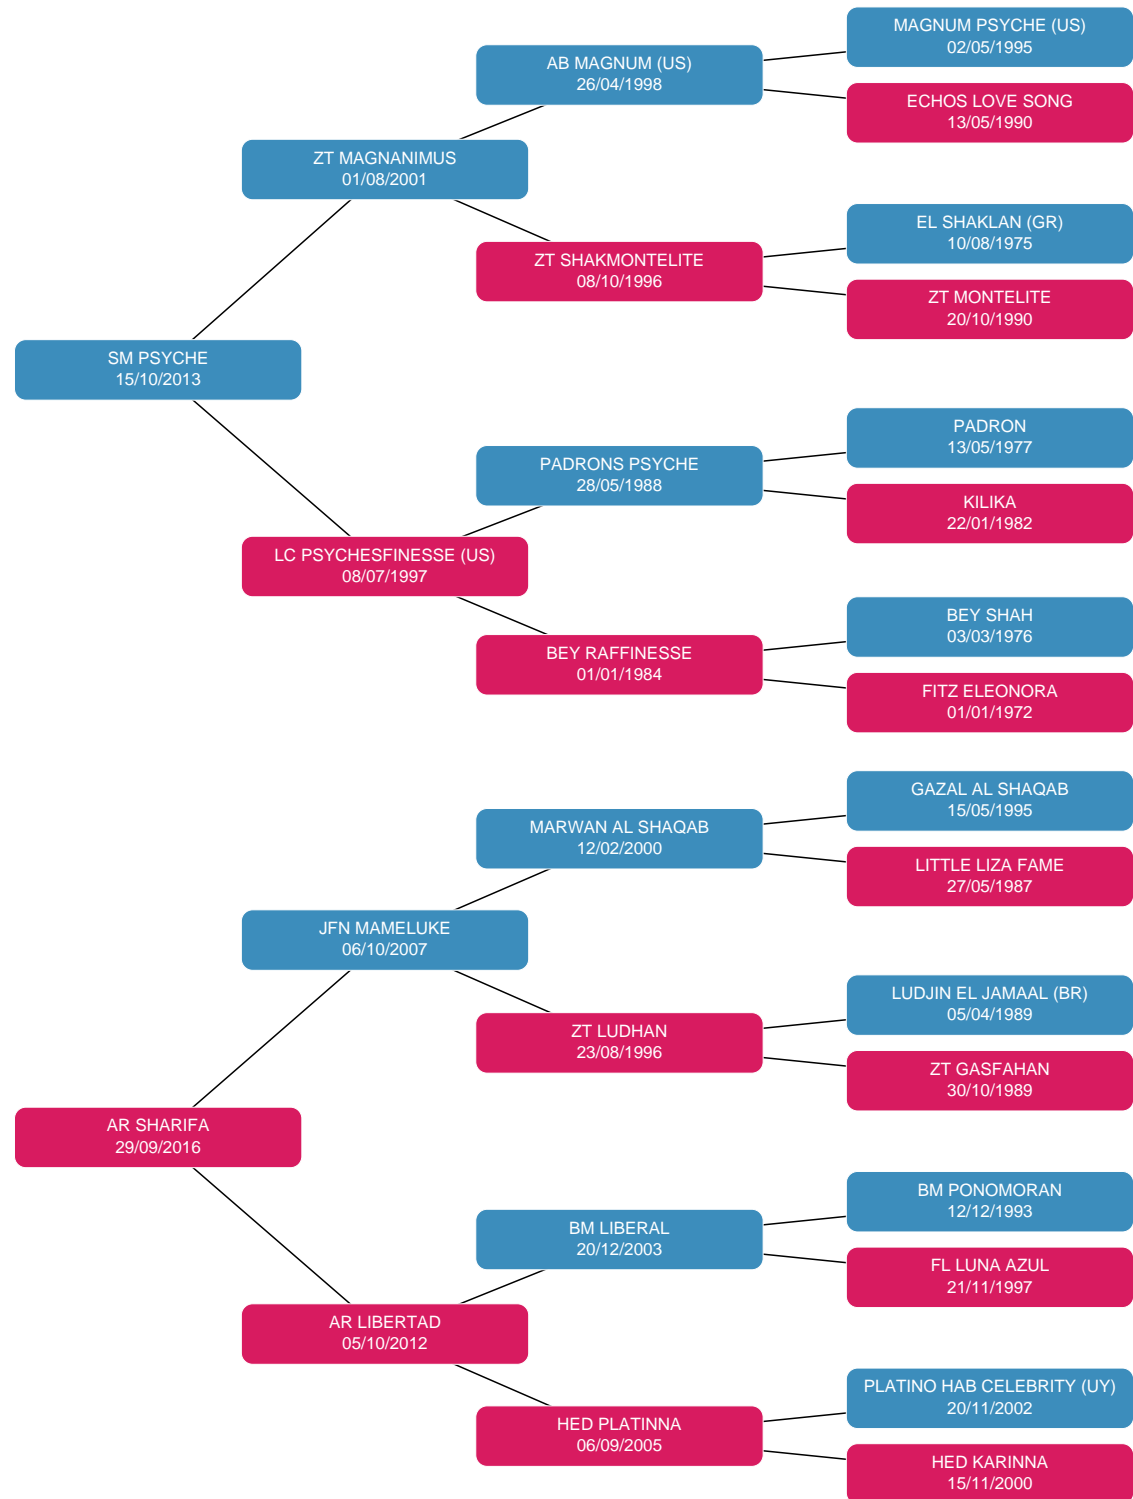 MAGNUM PSYCHE (US)
02/05/1995
AB MAGNUM (US)
26/04/1998
ECHOS LOVE SONG
13/05/1990
ZT MAGNANIMUS
01/08/2001
EL SHAKLAN (GR)
10/08/1975
ZT SHAKMONTELITE
08/10/1996
ZT MONTELITE
20/10/1990
SM PSYCHE
15/10/2013
PADRON
13/05/1977
PADRONS PSYCHE
28/05/1988
KILIKA
22/01/1982
LC PSYCHESFINESSE (US)
08/07/1997
BEY SHAH
03/03/1976
BEY RAFFINESSE
01/01/1984
FITZ ELEONORA
01/01/1972
GAZAL AL SHAQAB
15/05/1995
MARWAN AL SHAQAB
12/02/2000
LITTLE LIZA FAME
27/05/1987
JFN MAMELUKE
06/10/2007
LUDJIN EL JAMAAL (BR)
05/04/1989
ZT LUDHAN
23/08/1996
ZT GASFAHAN
30/10/1989
AR SHARIFA
29/09/2016
BM PONOMORAN
12/12/1993
BM LIBERAL
20/12/2003
FL LUNA AZUL
21/11/1997
AR LIBERTAD
05/10/2012
PLATINO HAB CELEBRITY (UY)
20/11/2002
HED PLATINNA
06/09/2005
HED KARINNA
15/11/2000